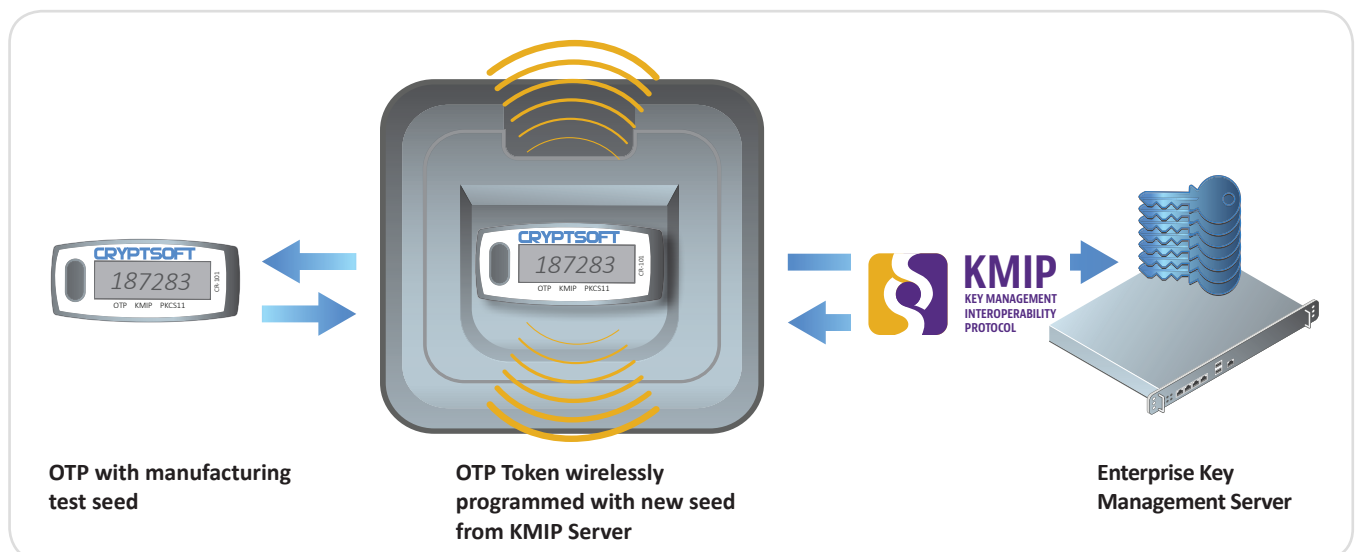 CRYPTSOFT
187283
CR-101
OTP KMIP PKCS11
CRYPTSOFT
187283
CR-101
OTP KMIP PKCS11
KMIP
KEY MANAGEMENT
INTEROPERABILITY
PROTOCOL
OTP with manufacturing
test seed
OTP Token wirelessly
programmed with new seed
from KMIP Server
Enterprise Key
Management Server